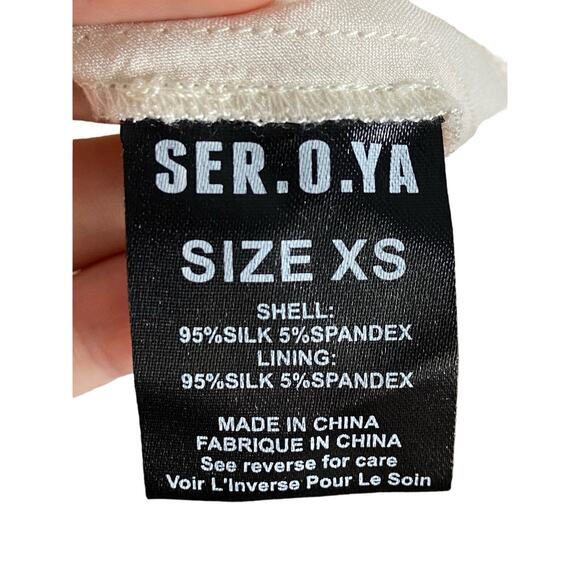 SER.O.YA
SIZE XS
SHELL:
95%SILK 5%SPANDEX
LINING:
95%SILK 5%SPANDEX
MADE IN CHINA
FABRIQUE IN CHINA
See reverse for care
Voir L'Inverse Pour Le Soin